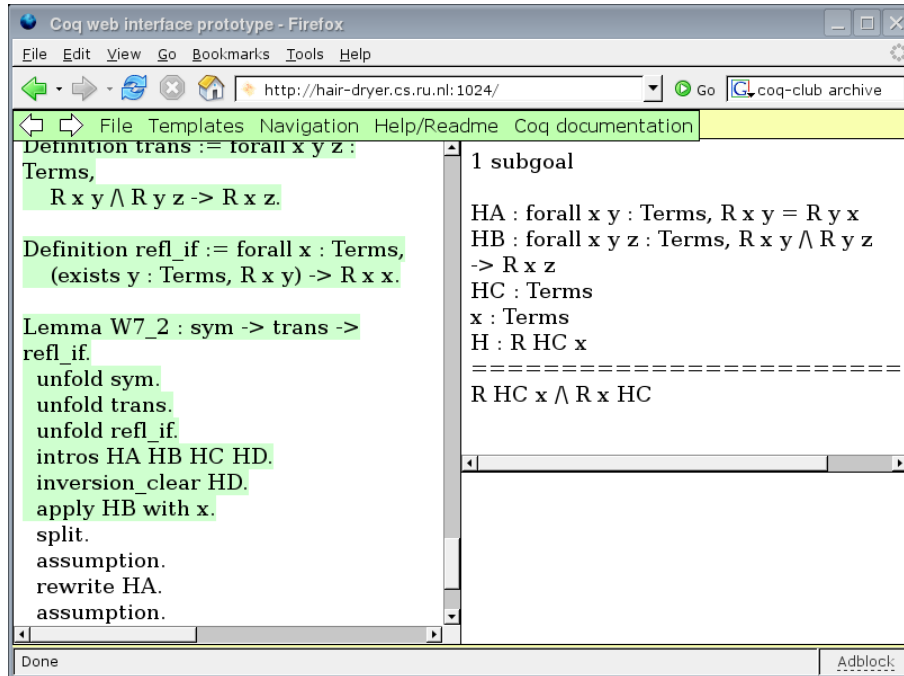 Coq web interface prototype - Firefox
File Edit View Go Bookmarks Tools Help
http://hair-dryer.cs.ru.nl:1024/ Go G coq-club archive
File Templates Navigation Help/Readme Coq documentation
Definition trans := forall x y z :
Terms,
R x y /\ R y z -> R x z.
Definition refl_if := forall x : Terms,
(exists y : Terms, R x y) -> R x x.
Lemma W7_2 : sym -> trans ->
refl_if.
unfold sym.
unfold trans.
unfold refl_if.
intros HA HB HC HD.
inversion_clear HD.
apply HB with x.
split.
assumption.
rewrite HA.
assumption.
1 subgoal
HA : forall x y : Terms, R x y = R y x
HB : forall x y z : Terms, R x y /\ R y z
-> R x z
HC : Terms
x : Terms
H : R HC x
========================
R HC x /\ R x HC
Done
Adblock